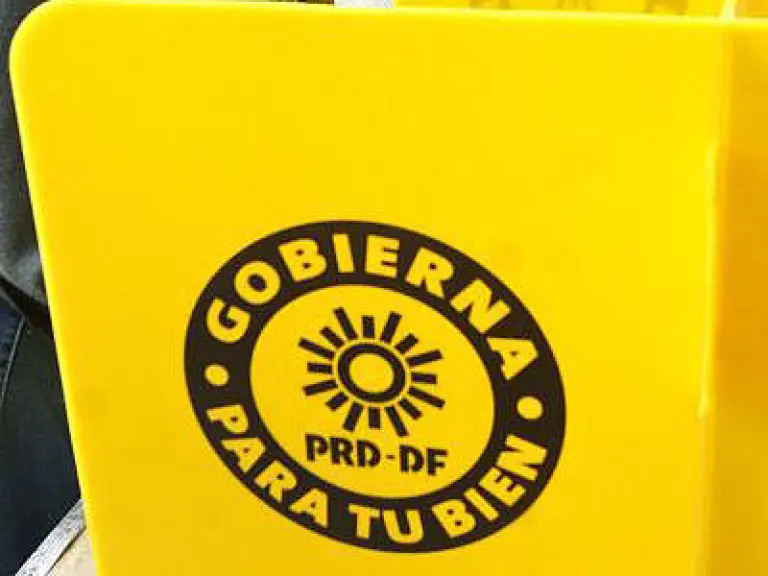 GOBIERNA
PRD-DF
PARA TU BIEN